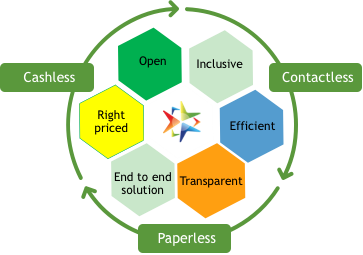 Open
Inclusive
Cashless
Contactless
Right
priced
Efficient
End to end
solution
Transparent
Paperless